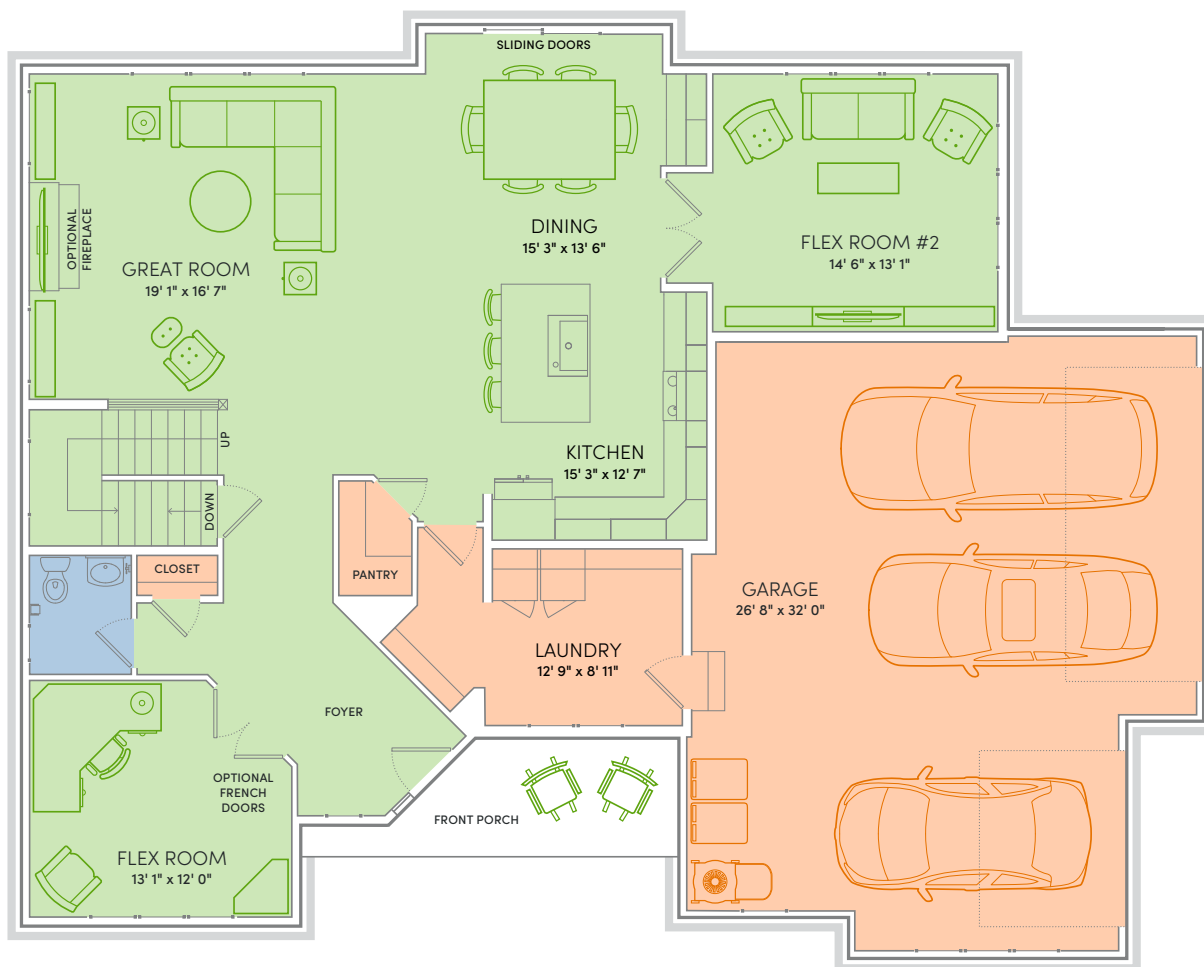 SLIDING DOORS
OPTIONAL
FIREPLACE
GREAT ROOM
19' 1" x 16' 7"
DINING
15' 3" x 13' 6"
FLEX ROOM #2
14' 6" x 13' 1"
UP
DOWN
KITCHEN
15' 3" x 12' 7"
CLOSET
PANTRY
GARAGE
26' 8" x 32' 0"
LAUNDRY
12' 9" x 8' 11"
FOYER
OPTIONAL
FRENCH
DOORS
FRONT PORCH
FLEX ROOM
13' 1" x 12' 0"